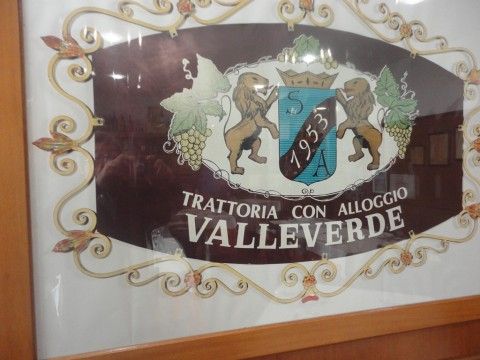 S
1953
A
TRATTORIA CON ALLOGGIO
VALLEVERDE